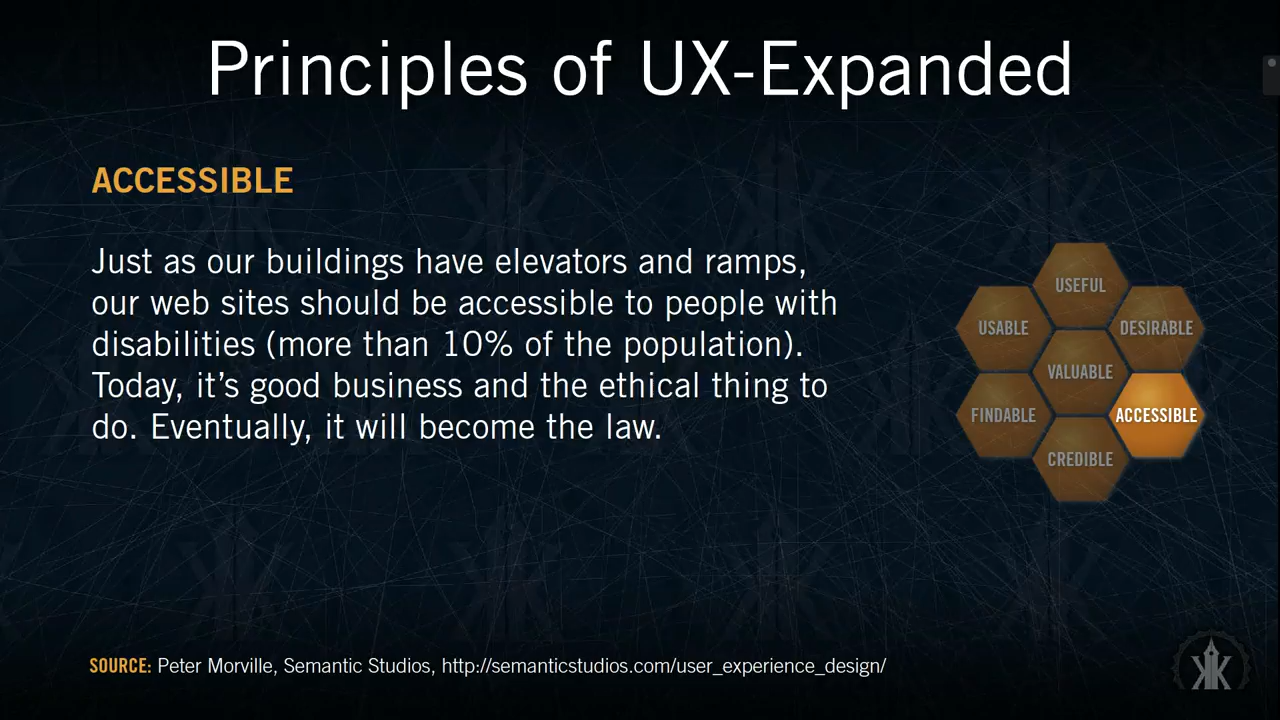 Principles of UX-Expanded
ACCESSIBLE
Just as our buildings have elevators and ramps,
our web sites should be accessible to people with
disabilities (more than 10% of the population).
Today, it’s good business and the ethical thing to
do. Eventually, it will become the law.
USEFUL
USABLE
DESIRABLE
VALUABLE
FINDABLE
ACCESSIBLE
CREDIBLE
SOURCE: Peter Morville, Semantic Studios, http://semanticstudios.com/user_experience_design/